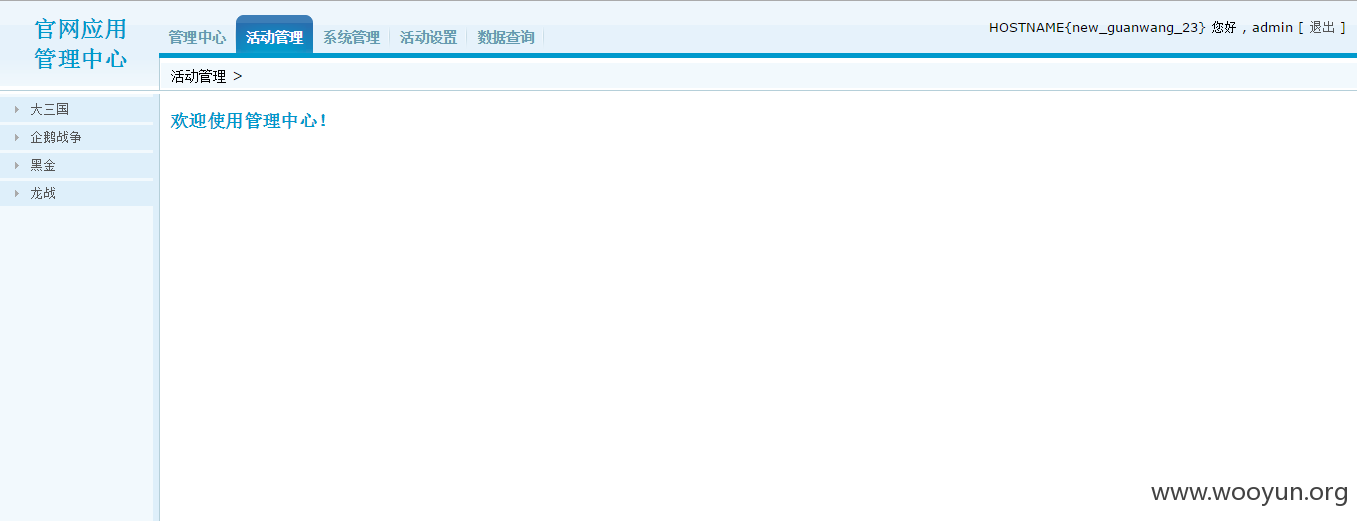 官网应用
管理中心
管理中心 活动管理 系统管理 活动设置 数据查询
HOSTNAME{new_guanwang_23} 您好，admin [ 退出 ]
活动管理 >
大三国
企鹅战争
黑金
龙战
欢迎使用管理中心！
www.wooyun.org